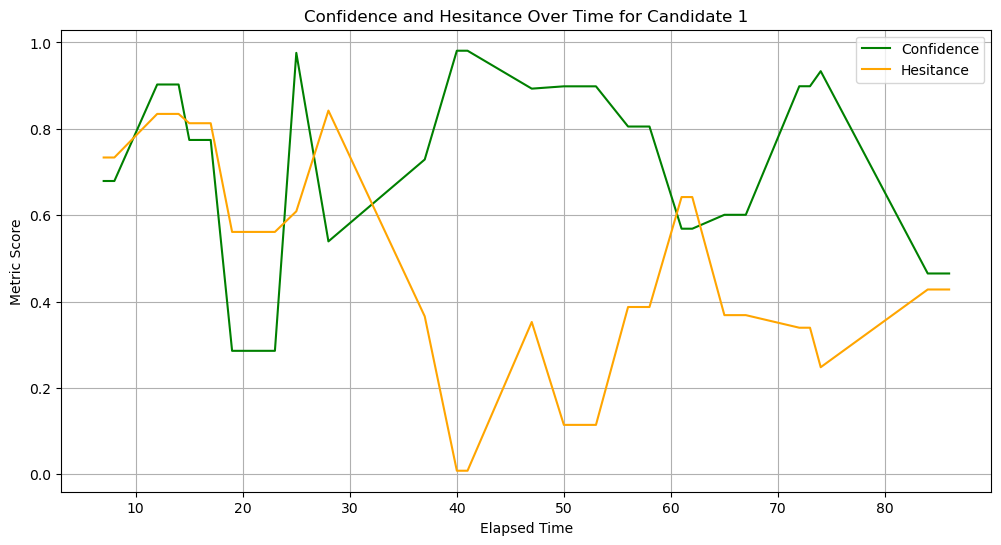 Confidence and Hesitance Over Time for Candidate 1
Confidence
Hesitance
Metric Score
1.0
0.8
0.6
0.4
0.2
0.0
10 20 30 40 50 60 70 80
Elapsed Time